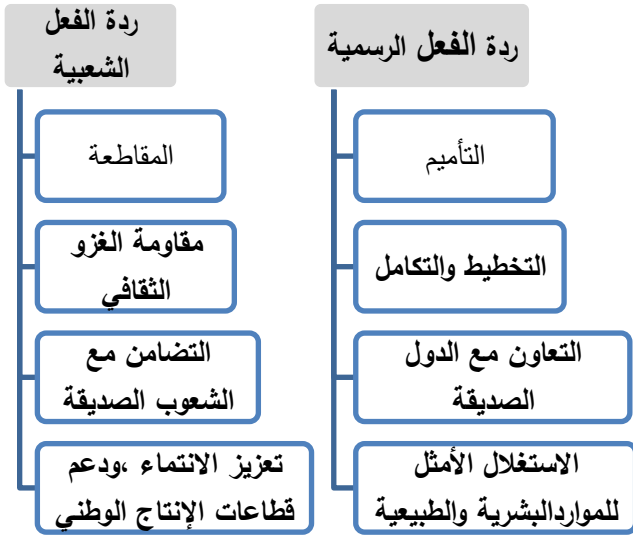 ردة الفعل الرسمية
التأميم
التخطيط والتكامل
التعاون مع الدول
الصديقة
الاستغلال الأمثل
للمواردالبشرية والطبيعية
ردة الفعل
الشعبية
المقاطعة
مقاومة الغزو
الثقافي
التضامن مع
الشعوب الصديقة
تعزيز الانتماء ،ودعم
قطاعات الإنتاج الوطني